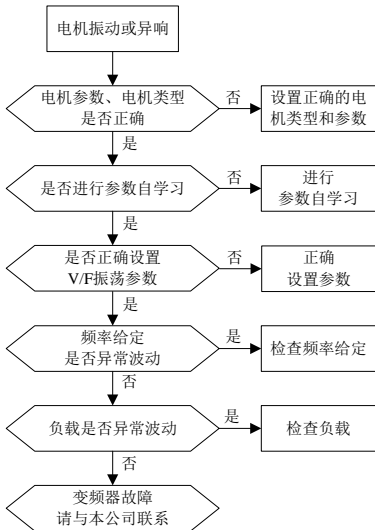 电机振动或异响
电机参数、电机类型
是否正确
否
设置正确的电
机类型和参数
是
是否进行参数自学习
否
进行
参数自学习
是
是否正确设置
V/F振荡参数
否
正确
设置参数
是
频率给定
是否异常波动
是
检查频率给定
否
负载是否异常波动
是
检查负载
否
变频器故障
请与本公司联系